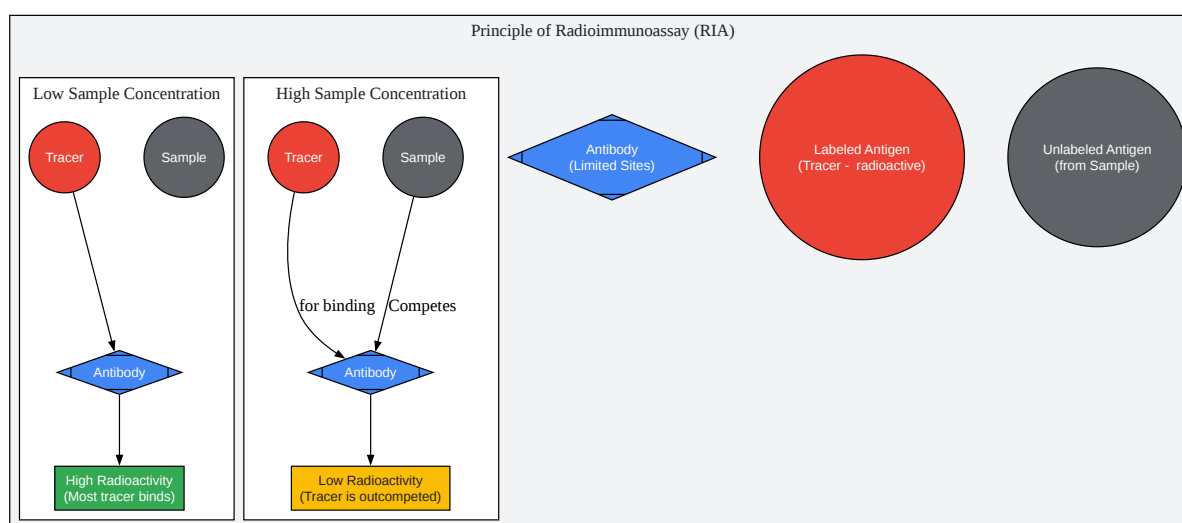 Principle of Radioimmunoassay (RIA)
Low Sample Concentration
Tracer
Sample
Antibody
High Radioactivity
(Most tracer binds)
High Sample Concentration
Tracer
Sample
for binding
Competes
Antibody
Low Radioactivity
(Tracer is outcompeted)
Antibody
(Limited Sites)
Labeled Antigen
(Tracer -  radioactive)
Unlabeled Antigen
(from Sample)